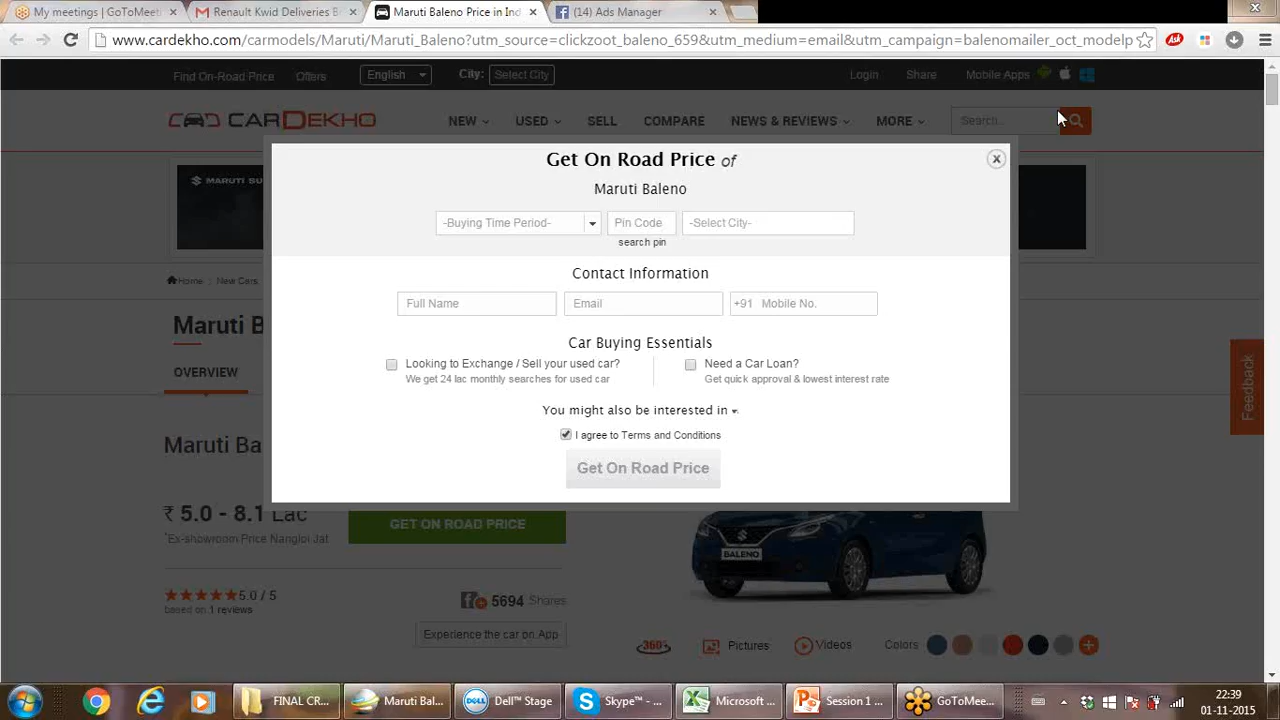 My meetings | GoToMeet
Renault Kwid Deliveries B
Maruti Baleno Price in Ind
(14) Ads Manager
www.cardekho.com/carmodels/Maruti/Maruti_Baleno?utm_source=clickzoot_baleno_659&utm_medium=email&utm_campaign=balenomailer_oct_modelp
Ask
Find On-Road Price Offers English City: Select City Login Share Mobile Apps
CARDEKHO NEW USED SELL COMPARE NEWS & REVIEWS MORE Search...
Get On Road Price of
Maruti Baleno
MARUTI SU
-Buying Time Period- Pin Code -Select City-
search pin
Contact Information
Home New Cars
Full Name Email +91 Mobile No.
Maruti B
Car Buying Essentials
Looking to Exchange / Sell your used car? Need a Car Loan?
We get 24 lac monthly searches for used car Get quick approval & lowest interest rate
OVERVIEW
Feedback
You might also be interested in
I agree to Terms and Conditions
Maruti Ba
Get On Road Price
₹ 5.0 - 8.1 Lac
GET ON ROAD PRICE
*Ex-showroom Price Nangloi Jat
BALENO
5.0 / 5
based on 1 reviews
5694 Shares
Experience the car on App
360° Pictures Videos Colors
FINAL CR...
Maruti Bal...
DELL Dell™ Stage
Skype™ - ...
Microsoft ...
Session 1 ...
GoToMee...
22:39
01-11-2015